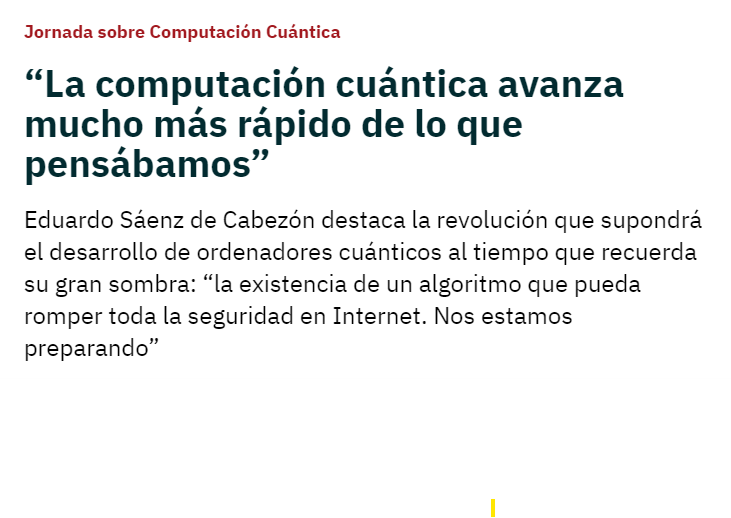 Jornada sobre Computación Cuántica
“La computación cuántica avanza
mucho más rápido de lo que
pensábamos”
Eduardo Sáenz de Cabezón destaca la revolución que supondrá
el desarrollo de ordenadores cuánticos al tiempo que recuerda
su gran sombra: “la existencia de un algoritmo que pueda
romper toda la seguridad en Internet. Nos estamos
preparando”